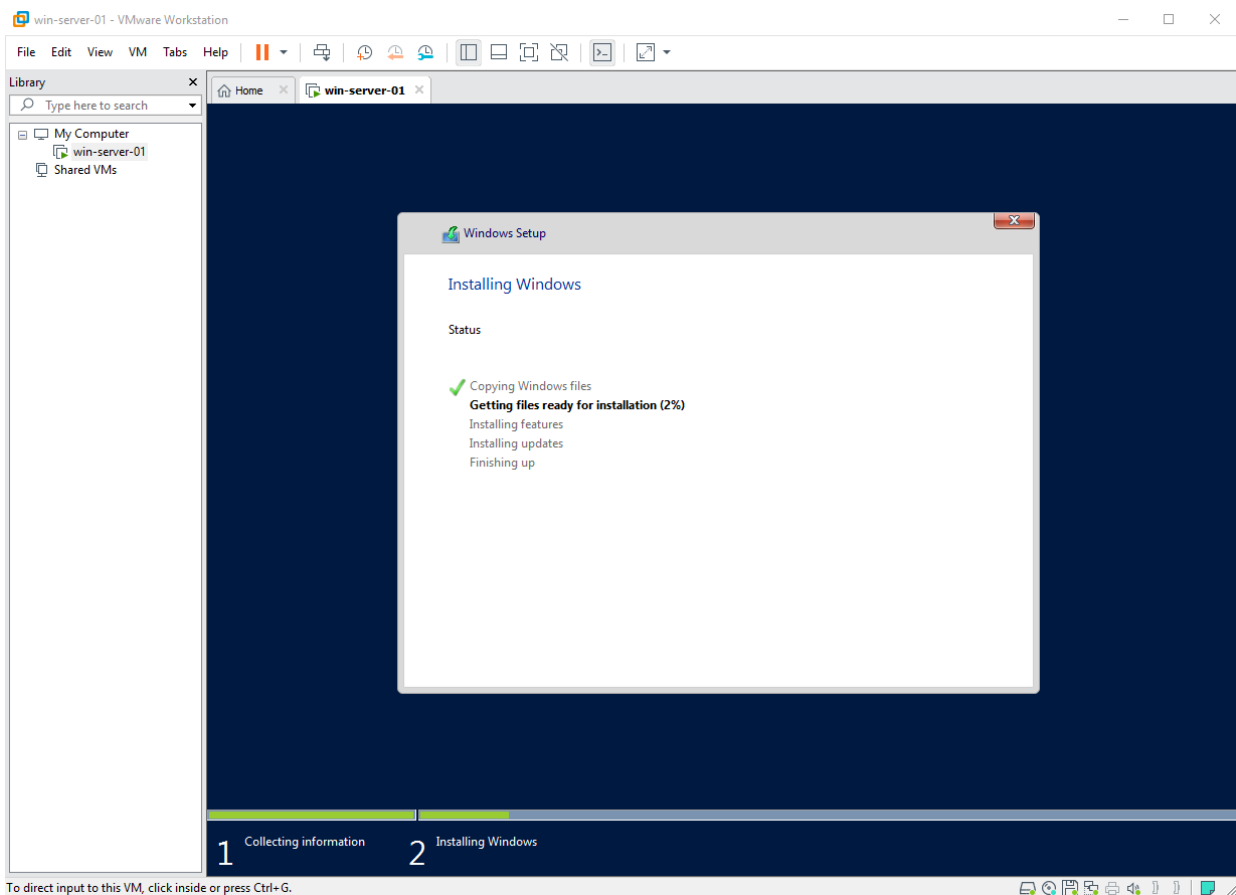 win-server-01 - VMware Workstation
File Edit View VM Tabs Help
Library
Type here to search
My Computer
win-server-01
Shared VMs
Home
win-server-01
Windows Setup
Installing Windows
Status
Copying Windows files
Getting files ready for installation (2%)
Installing features
Installing updates
Finishing up
1 Collecting information
2 Installing Windows
To direct input to this VM, click inside or press Ctrl+G.